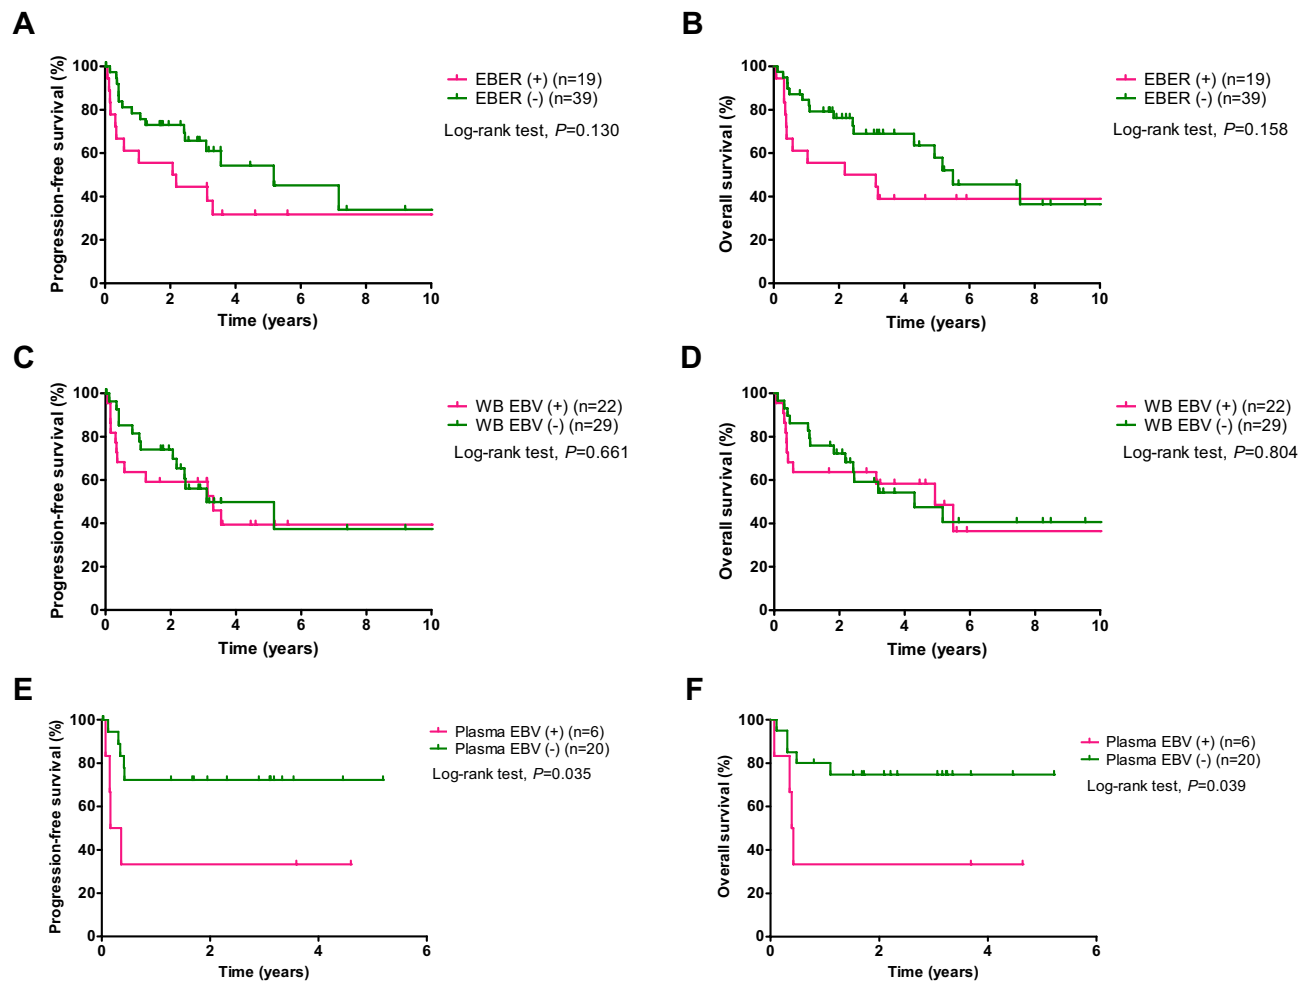 A
Progression-free survival (%)
100
80
60
40
20
0
0 2 4 6 8 10
Time (years)
EBER (+) (n=19)
EBER (-) (n=39)
Log-rank test, P=0.130
B
Overall survival (%)
100
80
60
40
20
0
0 2 4 6 8 10
Time (years)
EBER (+) (n=19)
EBER (-) (n=39)
Log-rank test, P=0.158
C
Progression-free survival (%)
100
80
60
40
20
0
0 2 4 6 8 10
Time (years)
WB EBV (+) (n=22)
WB EBV (-) (n=29)
Log-rank test, P=0.661
D
Overall survival (%)
100
80
60
40
20
0
0 2 4 6 8 10
Time (years)
WB EBV (+) (n=22)
WB EBV (-) (n=29)
Log-rank test, P=0.804
E
Progression-free survival (%)
100
80
60
40
20
0
0 2 4 6
Time (years)
Plasma EBV (+) (n=6)
Plasma EBV (-) (n=20)
Log-rank test, P=0.035
F
Overall survival (%)
100
80
60
40
20
0
0 2 4 6
Time (years)
Plasma EBV (+) (n=6)
Plasma EBV (-) (n=20)
Log-rank test, P=0.039